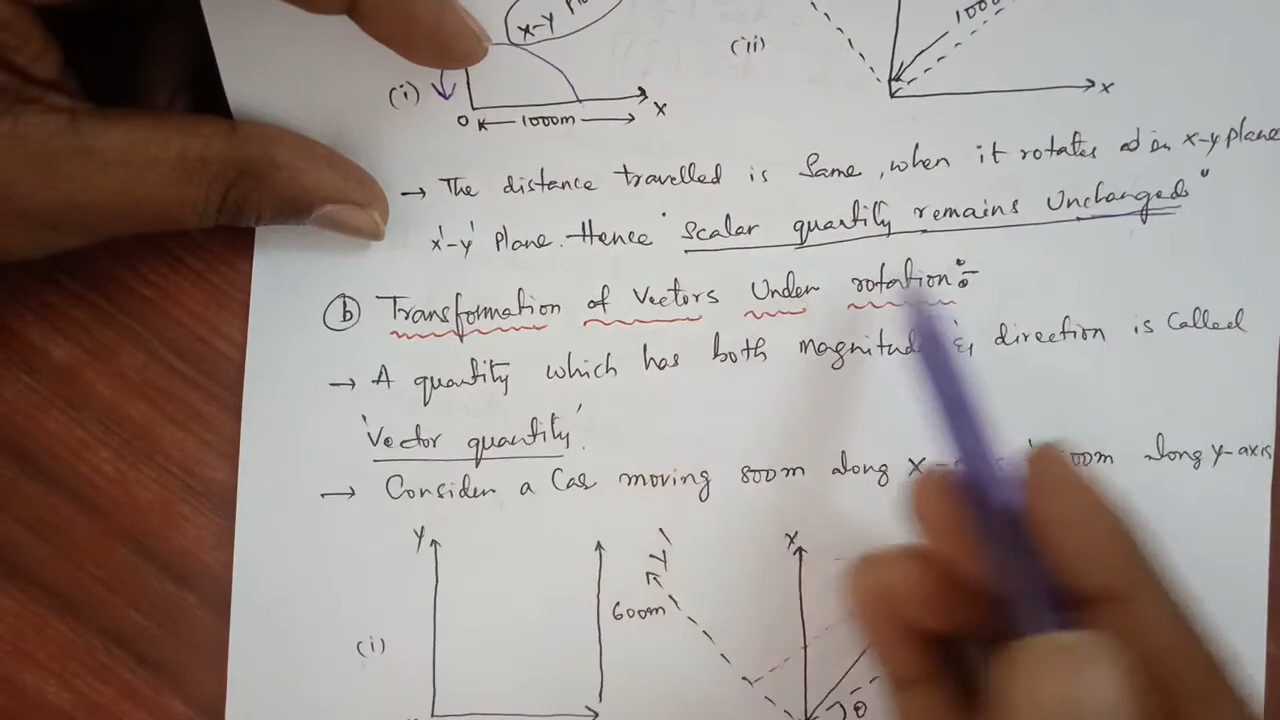 x-y
(i)
O
1000m
X
(ii)
X
→ The distance travelled is same, when it rotates in x-y plane
x'-y' plane. Hence "scalar quantity remains unchanged"
(b) Transformation of Vectors Under rotation:-
→ A quantity which has both magnitude & direction is called
'Vector quantity'.
→ Consider a Car moving 800m along x- along y-axis
Y
(i)
600m
Y
X
θ